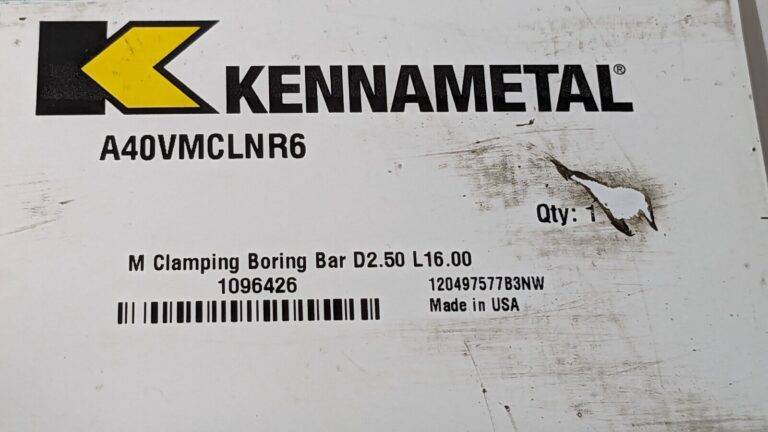 KENNAMETAL®
A40VMCLNR6
Qty: 1
M Clamping Boring Bar D2.50 L16.00
1096426
120497577B3NW
Made in USA